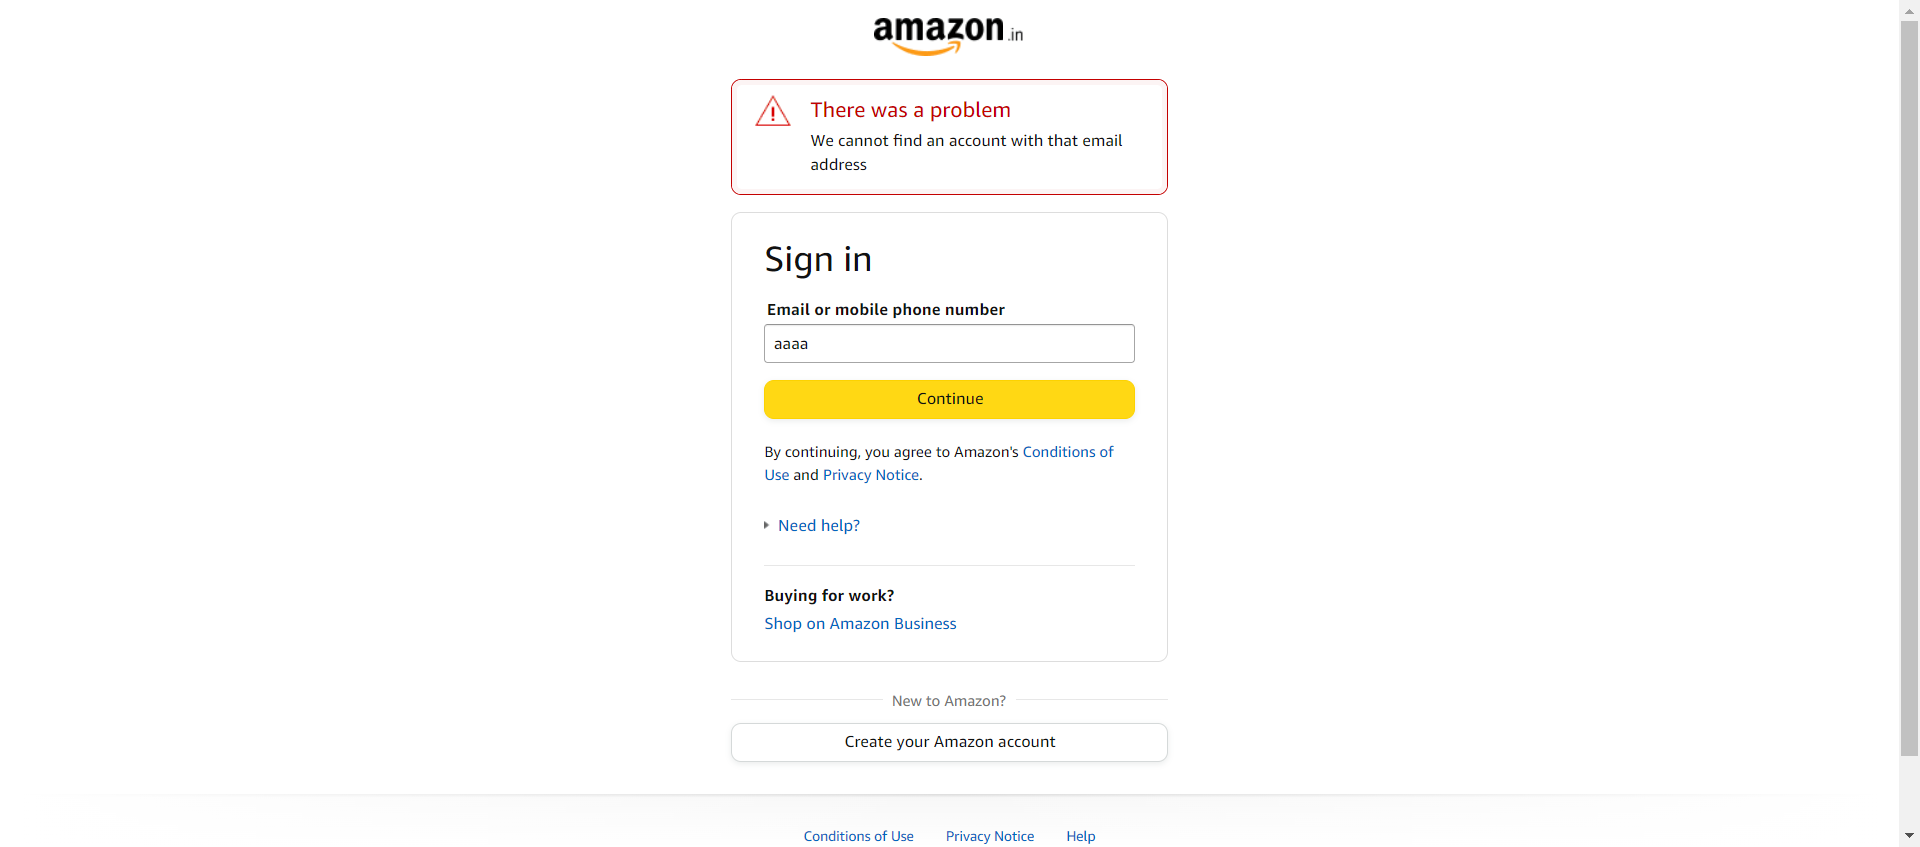 amazon.in
There was a problem
We cannot find an account with that email
address
Sign in
Email or mobile phone number
aaaa
Continue
By continuing, you agree to Amazon's Conditions of
Use and Privacy Notice.
Need help?
Buying for work?
Shop on Amazon Business
New to Amazon?
Create your Amazon account
Conditions of Use Privacy Notice Help